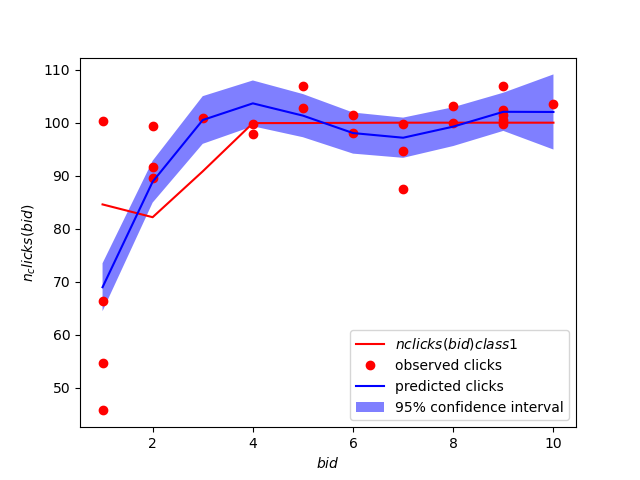 110
100
90
80
70
60
50
2
4
6
8
10
n_clicks(bid)
bid
nclicks(bid)class1
observed clicks
predicted clicks
95% confidence interval